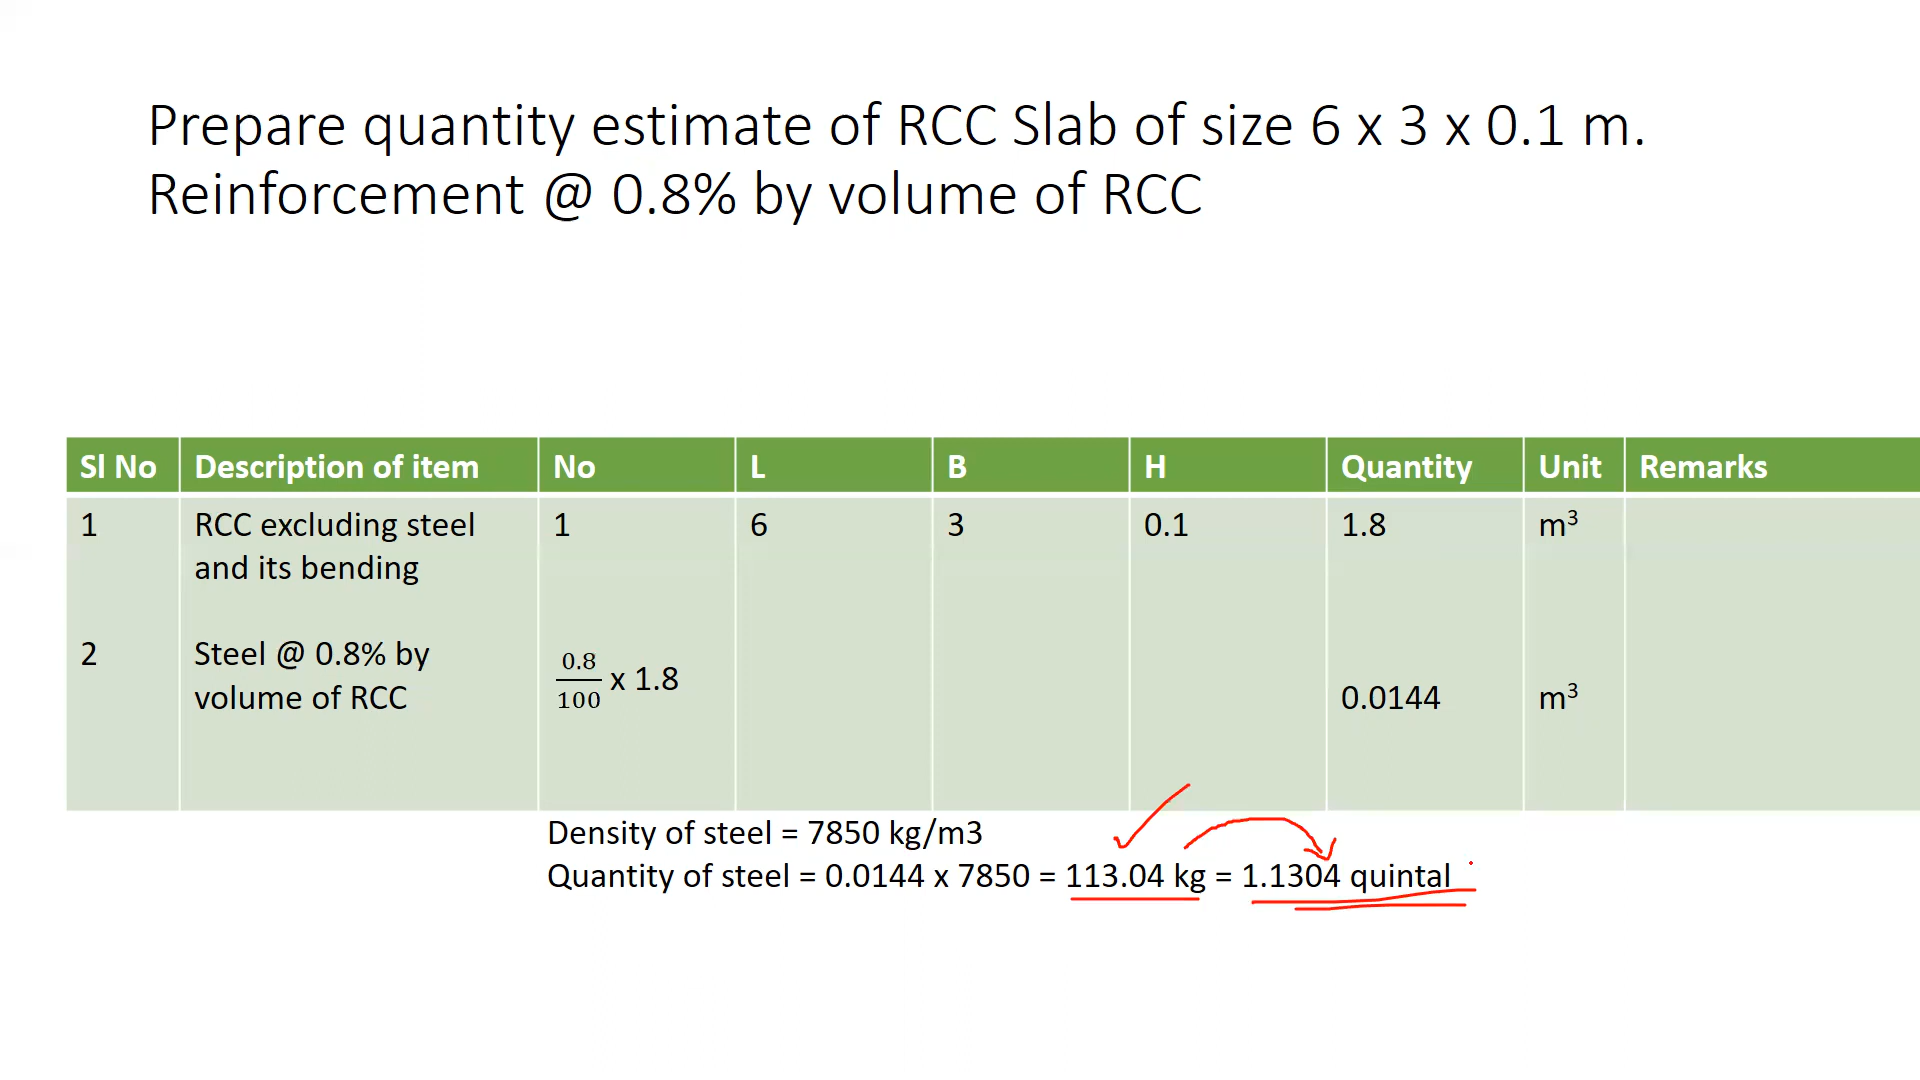 Prepare quantity estimate of RCC Slab of size 6 x 3 x 0.1 m.
Reinforcement @ 0.8% by volume of RCC
Sl No Description of item No L B H Quantity Unit Remarks
1 RCC excluding steel 1 6 3 0.1 1.8 m³
and its bending
2 Steel @ 0.8% by 0.8/100 x 1.8
volume of RCC 0.0144 m³
Density of steel = 7850 kg/m3
Quantity of steel = 0.0144 x 7850 = 113.04 kg = 1.1304 quintal